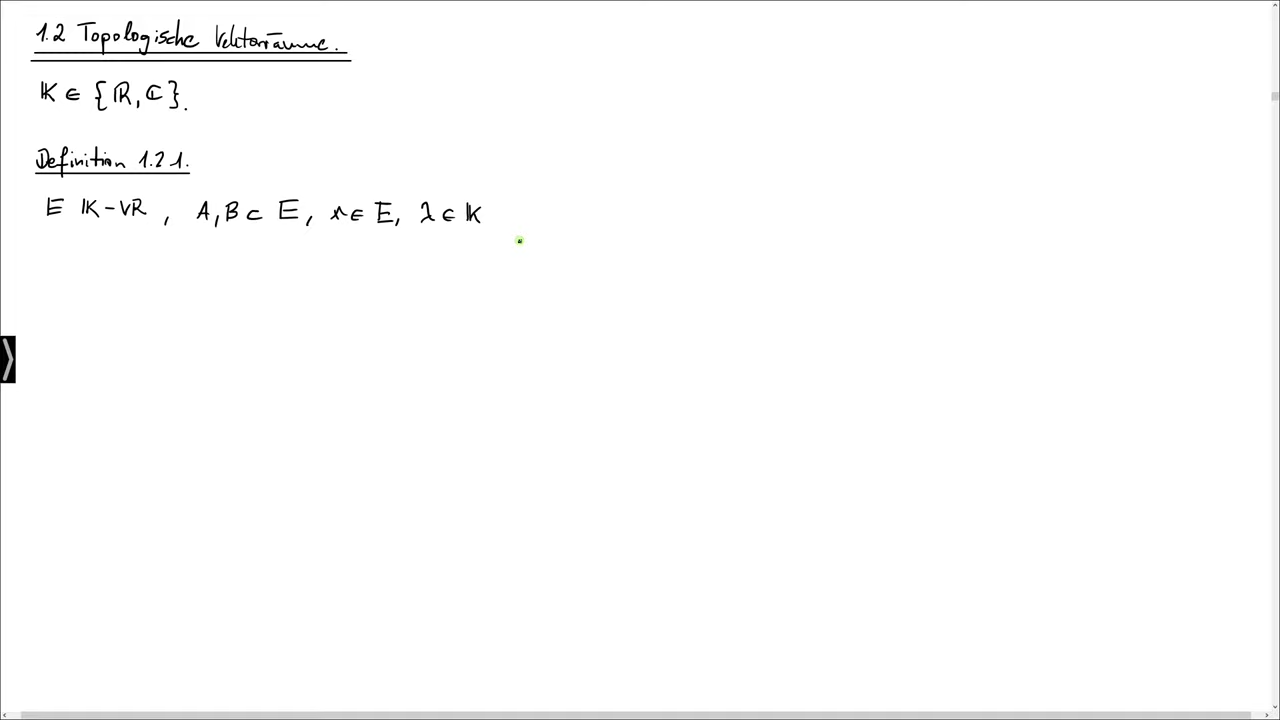 1.2 Topologische Vektorräume.
𝕂 ∈ {ℝ, ℂ}.
Definition 1.2.1.
E 𝕂-VR, A, B ⊂ E, x ∈ E, λ ∈ 𝕂